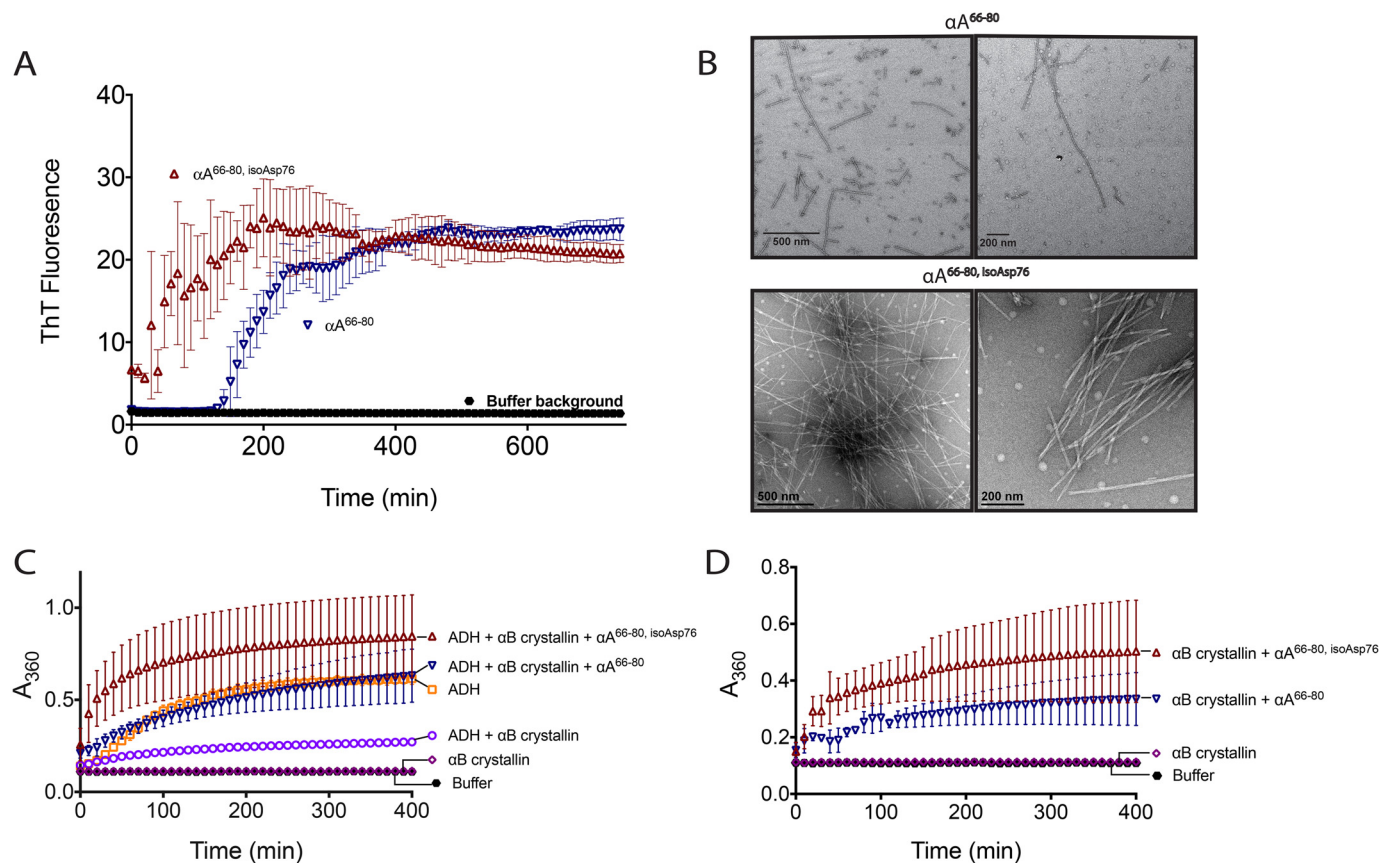 A
40
30
20
10
0
ThT Fluoresence
αA66-80, isoAsp76
αA66-80
Buffer background
0 200 400 600
Time (min)
B
αA66-80
500 nm
200 nm
αA66-80, isoAsp76
500 nm
200 nm
C
1.0
0.5
0.0
A360
ADH + αB crystallin + αA66-80, isoAsp76
ADH + αB crystallin + αA66-80
ADH
ADH + αB crystallin
αB crystallin
Buffer
0 100 200 300 400
Time (min)
D
0.8
0.6
0.4
0.2
0.0
A360
αB crystallin + αA66-80, isoAsp76
αB crystallin + αA66-80
αB crystallin
Buffer
0 100 200 300 400
Time (min)